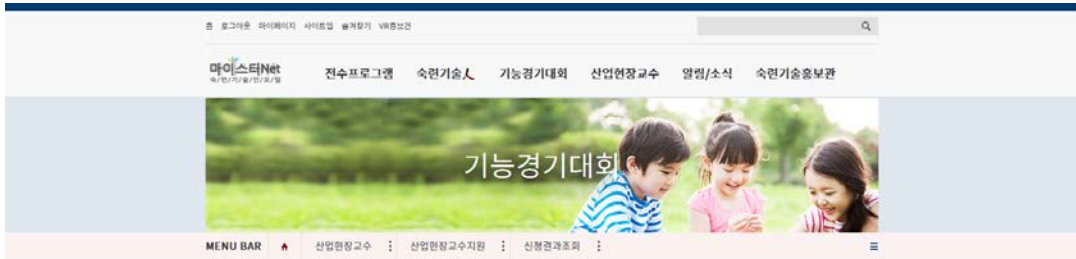 홈 로그아웃 마이페이지 사이트맵 즐겨찾기 VR홍보관
마이스터Net
숙/련/기/술/인/포/털
전수프로그램 숙련기술人 기능경기대회 산업현장교수 알림/소식 숙련기술홍보관
기능경기대회
MENU BAR 산업현장교수 산업현장교수지원 신청결과조회